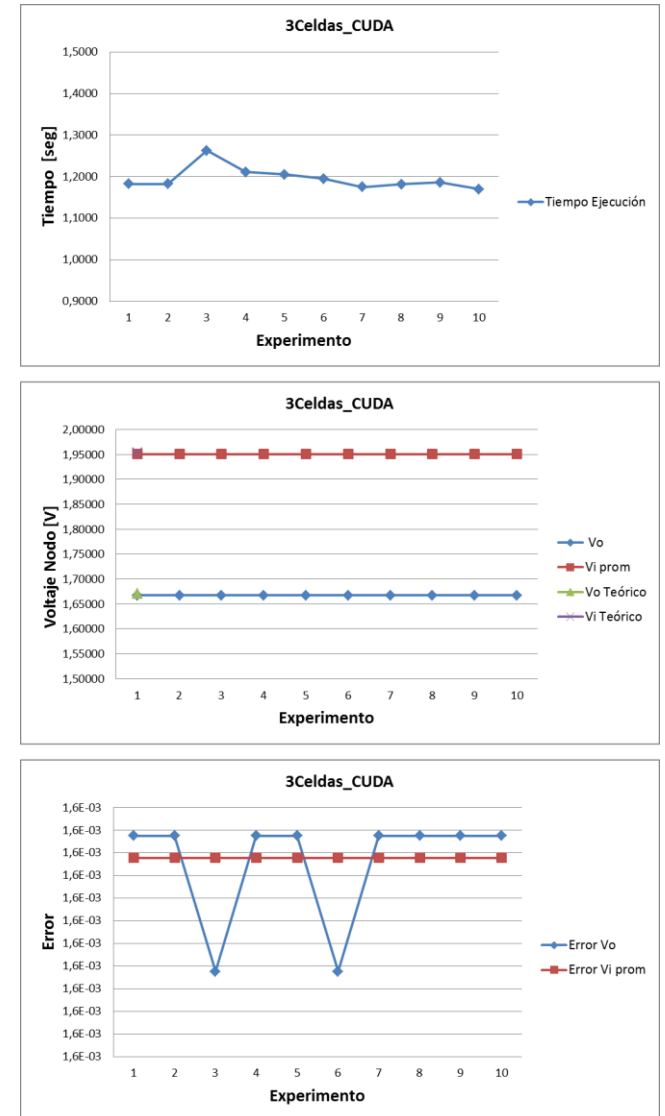 3Celdas_CUDA
Tiempo [seg]
1,5000
1,4000
1,3000
1,2000
1,1000
1,0000
0,9000
1 2 3 4 5 6 7 8 9 10
Experimento
Tiempo Ejecución
3Celdas_CUDA
Voltaje Nodo [V]
2,00000
1,95000
1,90000
1,85000
1,80000
1,75000
1,70000
1,65000
1,60000
1,55000
1,50000
1 2 3 4 5 6 7 8 9 10
Experimento
Vo
Vi prom
Vo Teórico
Vi Teórico
3Celdas_CUDA
Error
1,6E-03
1,6E-03
1,6E-03
1,6E-03
1,6E-03
1,6E-03
1,6E-03
1,6E-03
1,6E-03
1,6E-03
1,6E-03
1,6E-03
1 2 3 4 5 6 7 8 9 10
Experimento
Error Vo
Error Vi prom